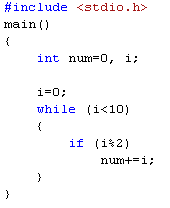 #include <stdio.h>
main()
{
    int num=0, i;

    i=0;
    while (i<10)
    {
        if (i%2)
            num+=i;
    }
}